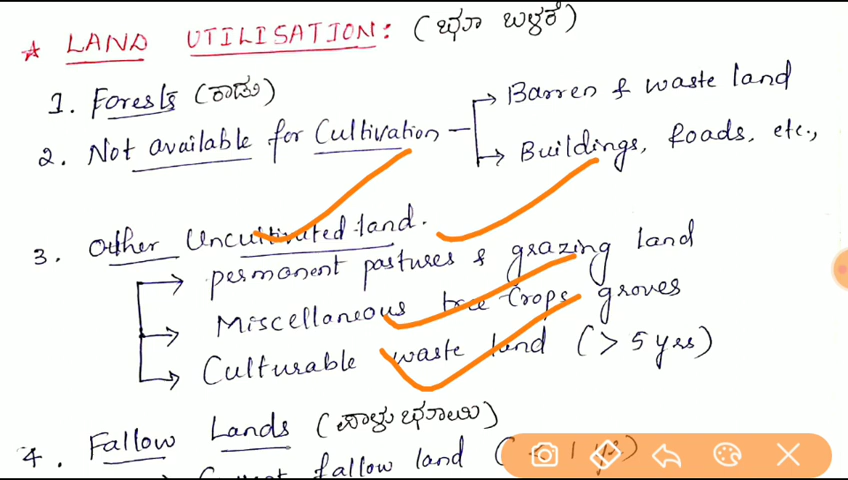 ★ LAND UTILISATION: (ಭೂ ಬಳಕೆ)
1. Forests (ಕಾಡು)
2. Not available for Cultivation
→ Barren & waste land
→ Buildings, Roads, etc.,
3. Other Uncultivated land.
→ permanent pastures & grazing land
→ Miscellaneous tree crops groves
→ Culturable waste land (> 5 yrs)
4. Fallow Lands (ಪಾಳು ಭೂಮಿ)
fallow land